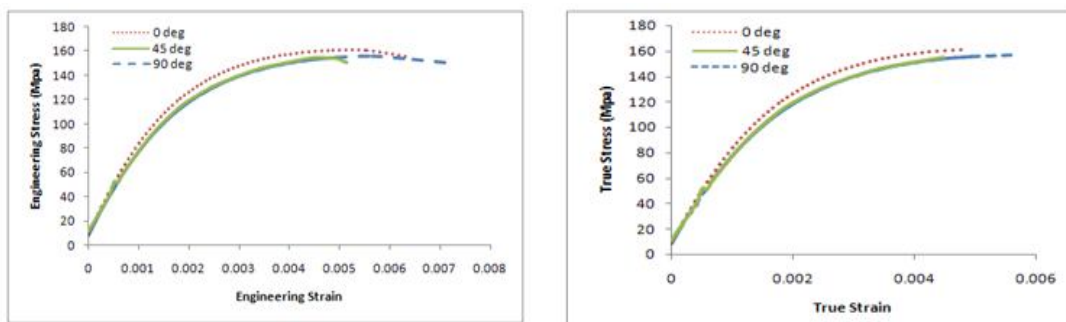 Engineering Stress (Mpa)
180
160
140
120
100
80
60
40
20
0
0 deg
45 deg
90 deg
0 0.001 0.002 0.003 0.004 0.005 0.006 0.007 0.008
Engineering Strain
True Stress (Mpa)
180
160
140
120
100
80
60
40
20
0
0 deg
45 deg
90 deg
0 0.002 0.004 0.006
True Strain